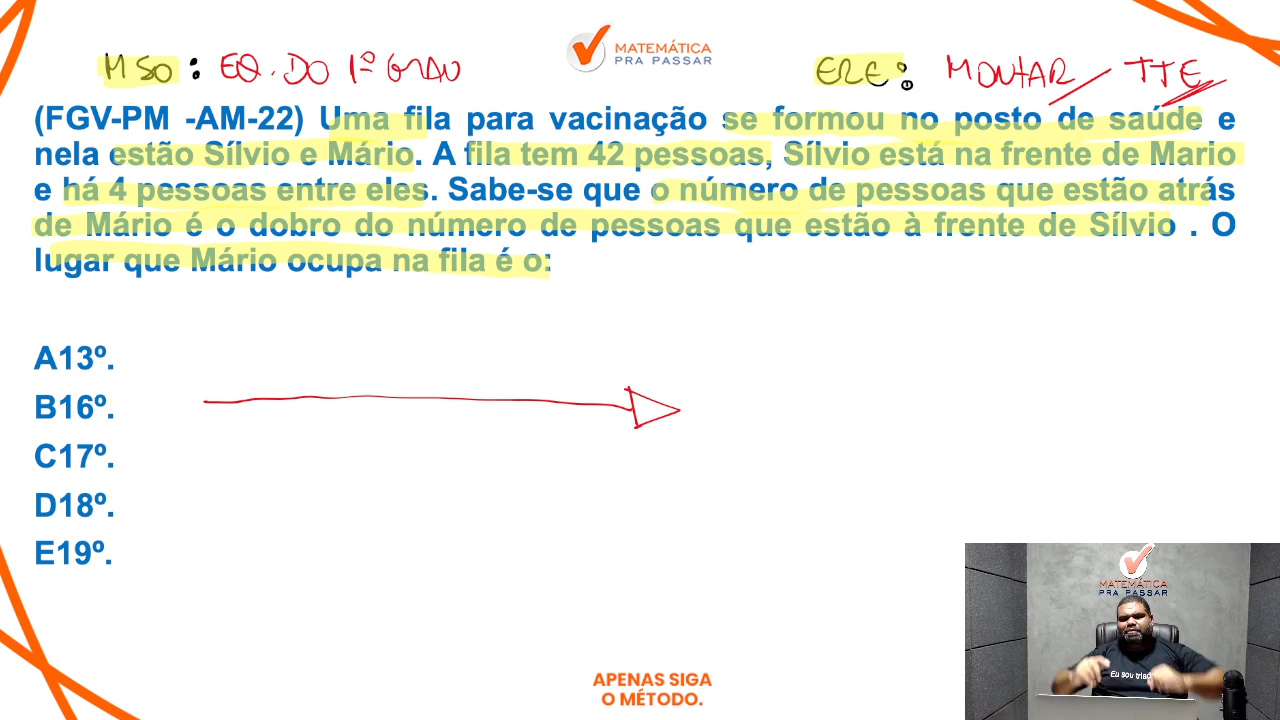 MSO: EQ. DO 1º GRAU
MATEMÁTICA
PRA PASSAR
ERE: MONTAR / TTE
(FGV-PM -AM-22) Uma fila para vacinação se formou no posto de saúde e
nela estão Sílvio e Mário. A fila tem 42 pessoas, Sílvio está na frente de Mario
e há 4 pessoas entre eles. Sabe-se que o número de pessoas que estão atrás
de Mário é o dobro do número de pessoas que estão à frente de Sílvio . O
lugar que Mário ocupa na fila é o:
A13º.
B16º.
C17º.
D18º.
E19º.
MATEMÁTICA
PRA PASSAR
Eu sou triad
APENAS SIGA
O MÉTODO.